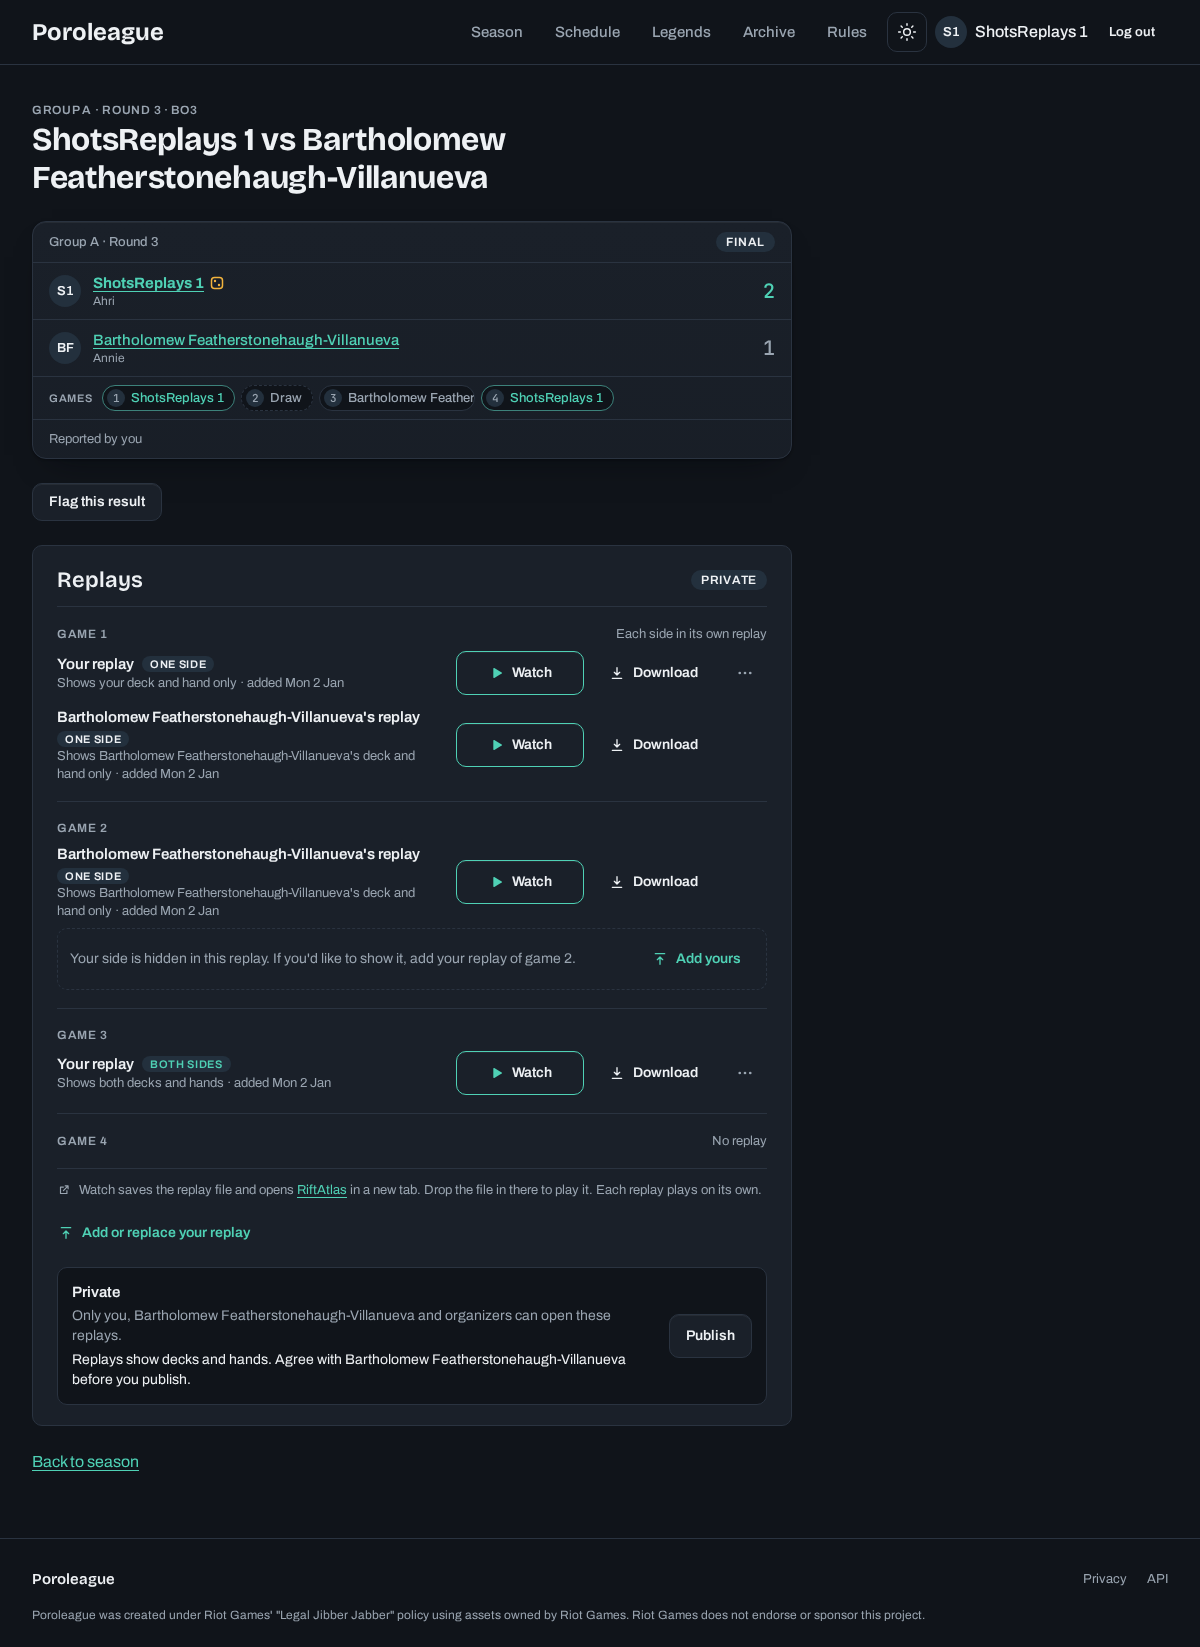 Poroleague
Season Schedule Legends Archive Rules S1 ShotsReplays 1 Log out
GROUP A · ROUND 3 · BO3
ShotsReplays 1 vs Bartholomew
Featherstonehaugh-Villanueva
Group A · Round 3 FINAL
S1 ShotsReplays 1 2
Ahri
BF Bartholomew Featherstonehaugh-Villanueva 1
Annie
GAMES 1 ShotsReplays 1 2 Draw 3 Bartholomew Feather 4 ShotsReplays 1
Reported by you
Flag this result
Replays PRIVATE
GAME 1 Each side in its own replay
Your replay ONE SIDE Watch Download ···
Shows your deck and hand only · added Mon 2 Jan
Bartholomew Featherstonehaugh-Villanueva's replay
ONE SIDE Watch Download
Shows Bartholomew Featherstonehaugh-Villanueva's deck and
hand only · added Mon 2 Jan
GAME 2
Bartholomew Featherstonehaugh-Villanueva's replay
ONE SIDE Watch Download
Shows Bartholomew Featherstonehaugh-Villanueva's deck and
hand only · added Mon 2 Jan
Your side is hidden in this replay. If you'd like to show it, add your replay of game 2. Add yours
GAME 3
Your replay BOTH SIDES Watch Download ···
Shows both decks and hands · added Mon 2 Jan
GAME 4 No replay
Watch saves the replay file and opens RiftAtlas in a new tab. Drop the file in there to play it. Each replay plays on its own.
Add or replace your replay
Private
Only you, Bartholomew Featherstonehaugh-Villanueva and organizers can open these
replays.
Replays show decks and hands. Agree with Bartholomew Featherstonehaugh-Villanueva
before you publish.
Publish
Back to season
Poroleague Privacy API
Poroleague was created under Riot Games' "Legal Jibber Jabber" policy using assets owned by Riot Games. Riot Games does not endorse or sponsor this project.